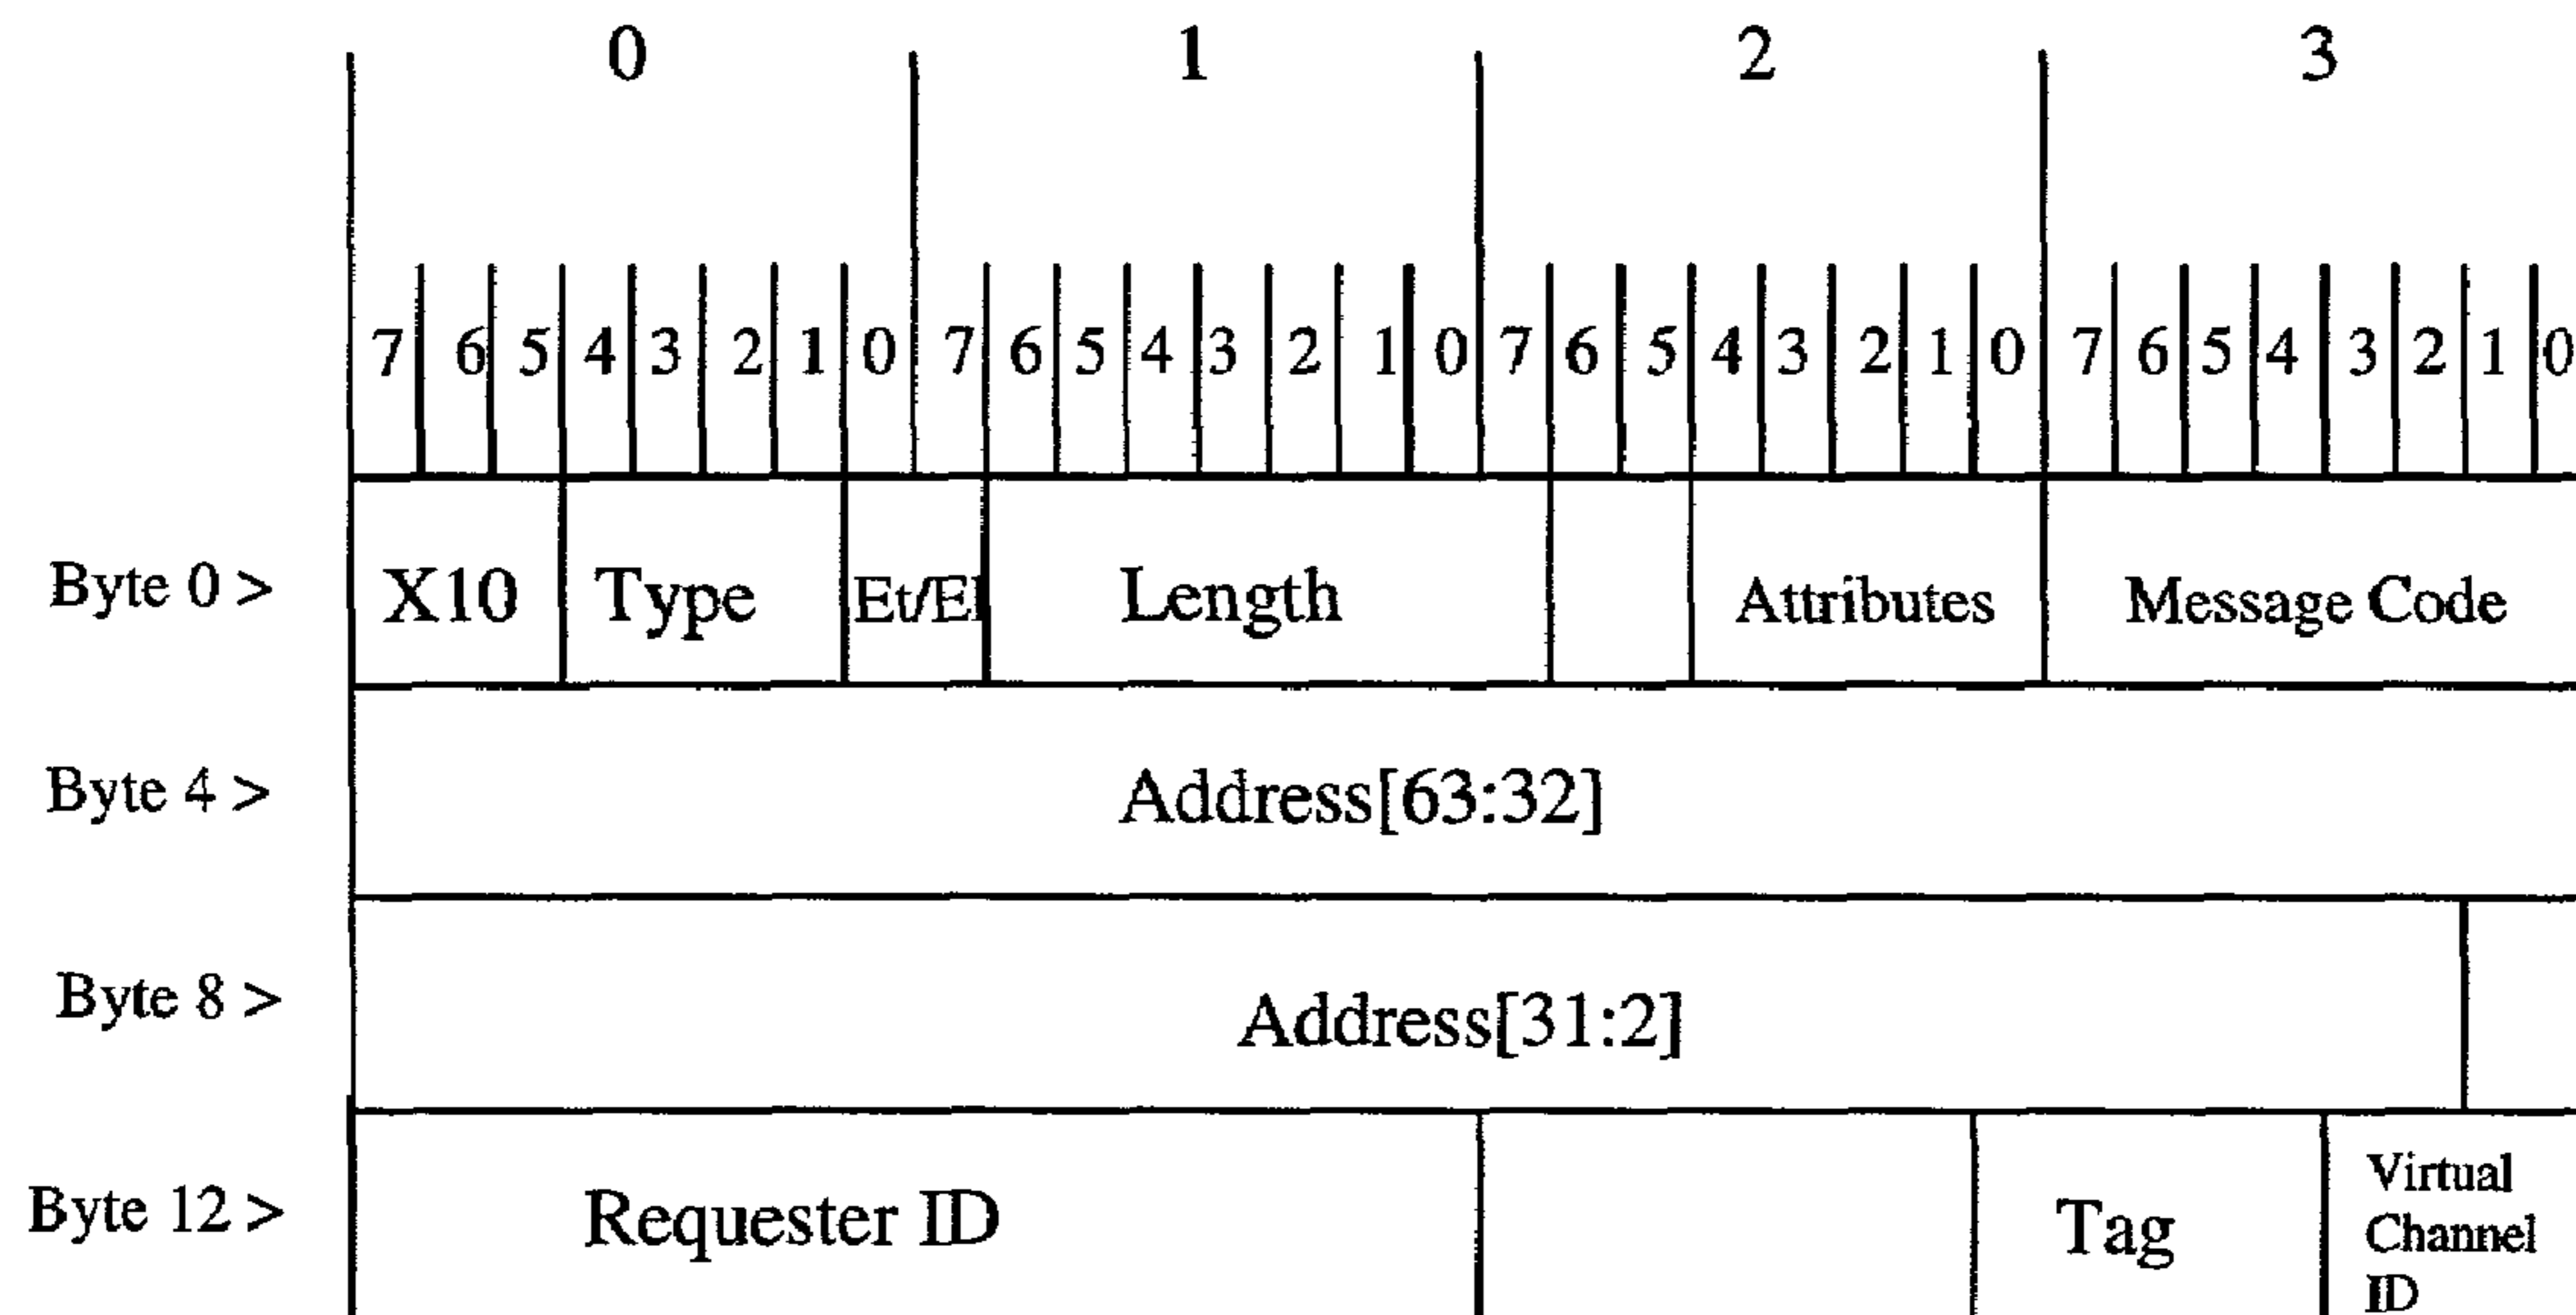 0 1 2 3
7 6 5 4 3 2 1 0 7 6 5 4 3 2 1 0 7 6 5 4 3 2 1 0 7 6 5 4 3 2 1 0
Byte 0 > X10 Type Et/El Length Attributes Message Code
Byte 4 > Address[63:32]
Byte 8 > Address[31:2]
Byte 12 > Requester ID Tag Virtual
Channel
ID